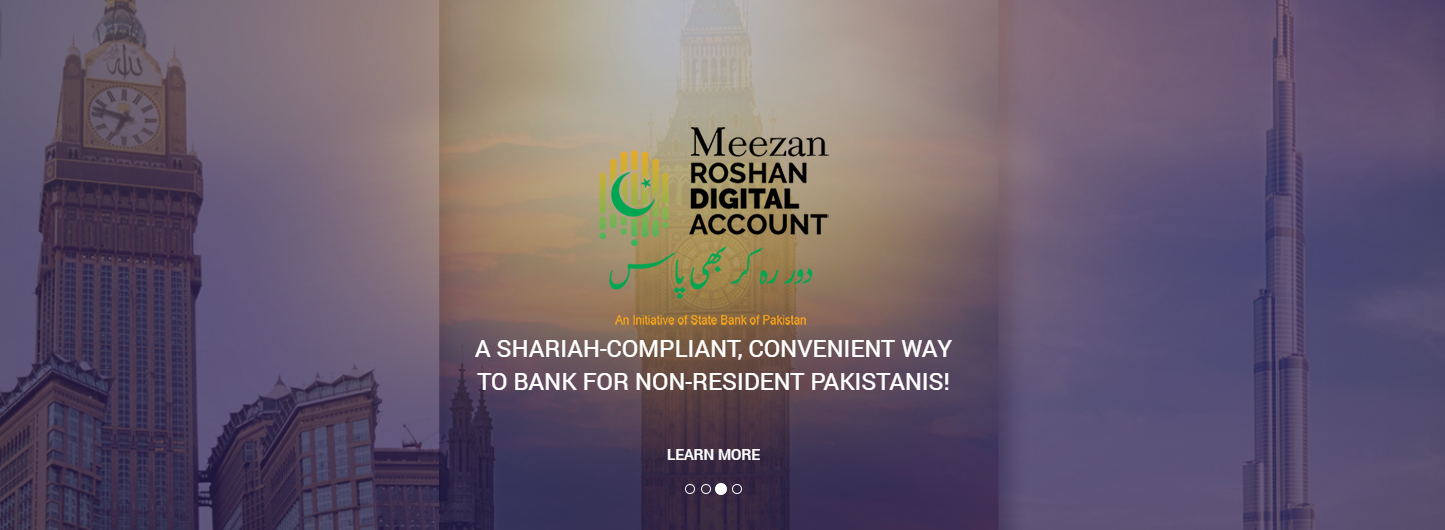 الله
Meezan
ROSHAN
DIGITAL
ACCOUNT
دور رہ کر بھی پاس
An Initiative of State Bank of Pakistan
A SHARIAH-COMPLIANT, CONVENIENT WAY
TO BANK FOR NON-RESIDENT PAKISTANIS!
LEARN MORE